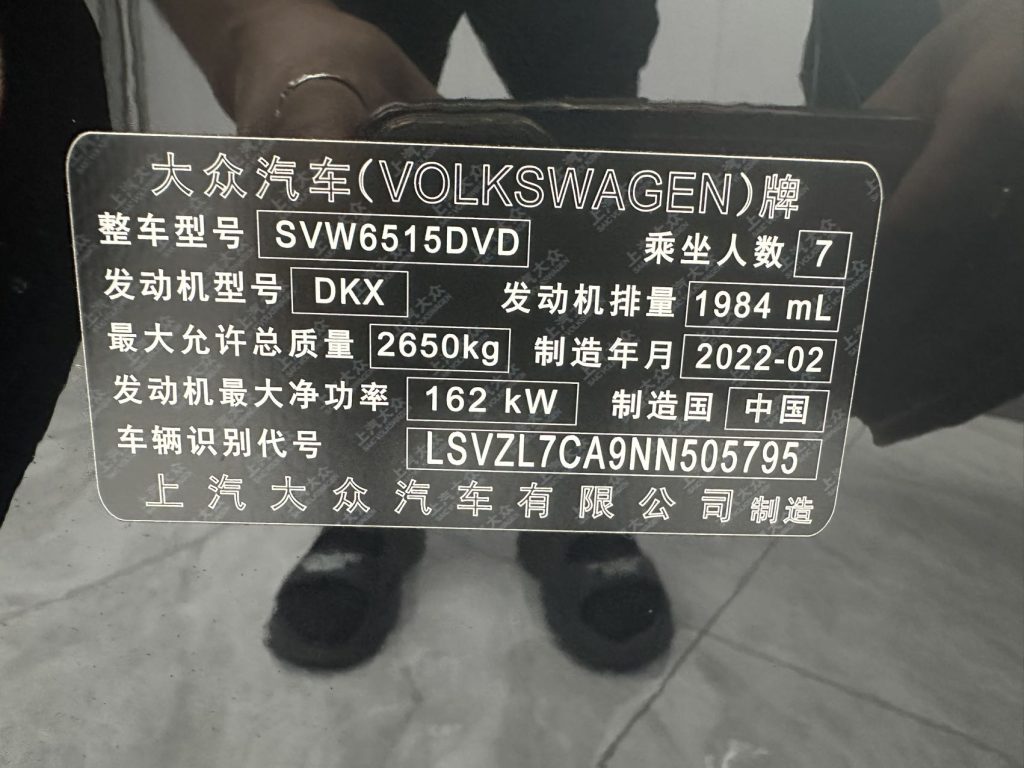 大众汽车(VOLKSWAGEN)牌
整车型号 SVW6515DVD 乘坐人数 7
发动机型号 DKX 发动机排量 1984 mL
最大允许总质量 2650kg 制造年月 2022-02
发动机最大净功率 162 kW 制造国 中国
车辆识别代号 LSVZL7CA9NN505795
上汽大众汽车有限公司 制造